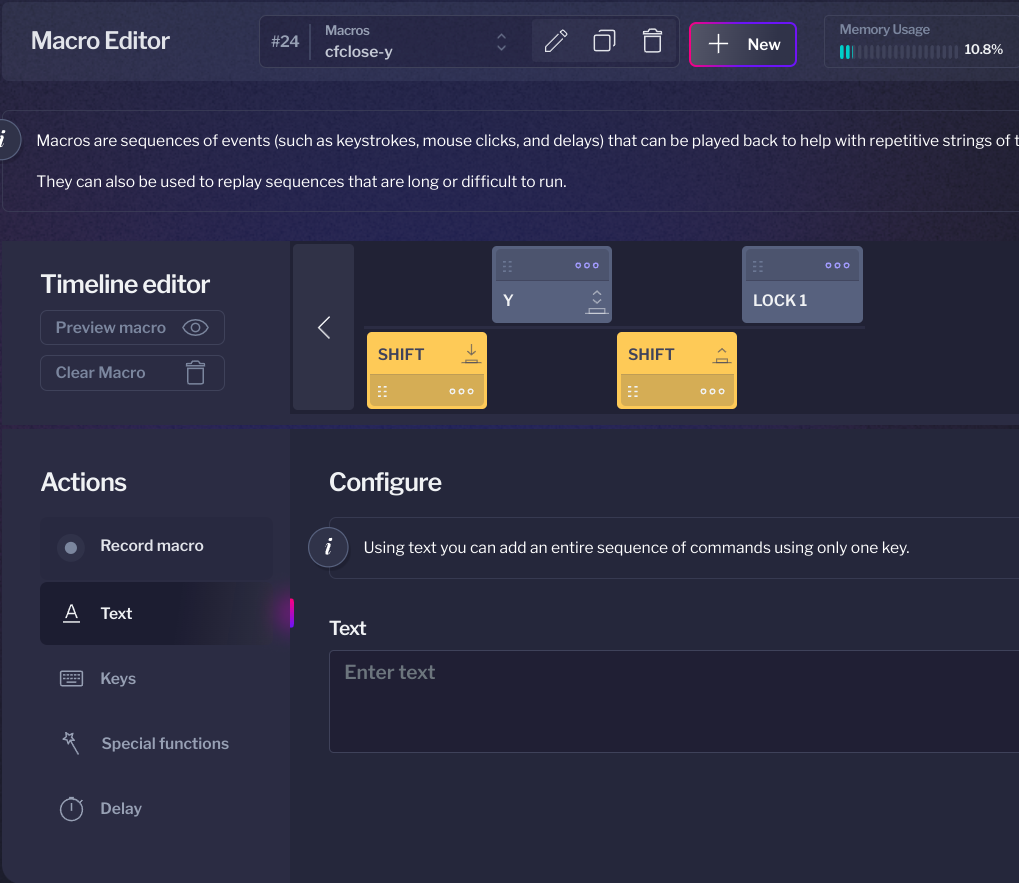 Macro Editor
#24
Macros
cfclose-y
New
Memory Usage
10.8%
i
Macros are sequences of events (such as keystrokes, mouse clicks, and delays) that can be played back to help with repetitive strings of
They can also be used to replay sequences that are long or difficult to run.
Timeline editor
Preview macro
Clear Macro
Y
LOCK 1
SHIFT
SHIFT
Actions
Record macro
A Text
Keys
Special functions
Delay
Configure
i
Using text you can add an entire sequence of commands using only one key.
Text
Enter text